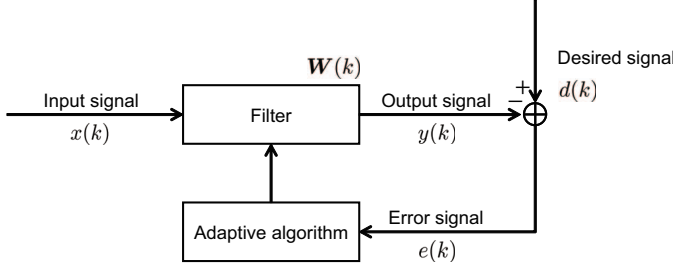 Desired signal
d(k)
W(k)
+
−
Input signal
x(k)
Filter
Output signal
y(k)
Adaptive algorithm
Error signal
e(k)